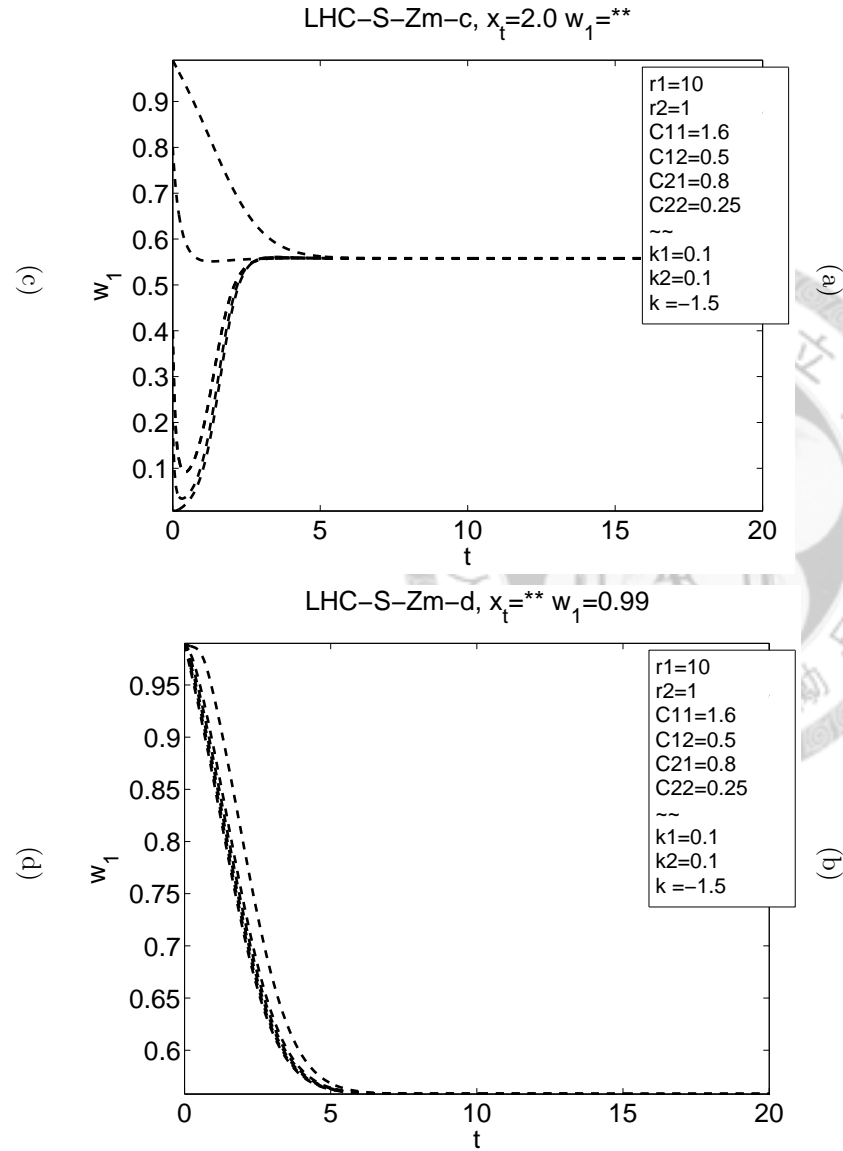 LHC−S−Zm−c, x_t=2.0 w_1=**
0.9
0.8
0.7
0.6
0.5
0.4
0.3
0.2
0.1
w_1
0 5 10 15 20
t
r1=10
r2=1
C11=1.6
C12=0.5
C21=0.8
C22=0.25
~~
k1=0.1
k2=0.1
k =−1.5
(c)
(a)
LHC−S−Zm−d, x_t=** w_1=0.99
0.95
0.9
0.85
0.8
0.75
0.7
0.65
0.6
w_1
0 5 10 15 20
t
r1=10
r2=1
C11=1.6
C12=0.5
C21=0.8
C22=0.25
~~
k1=0.1
k2=0.1
k =−1.5
(d)
(b)
立